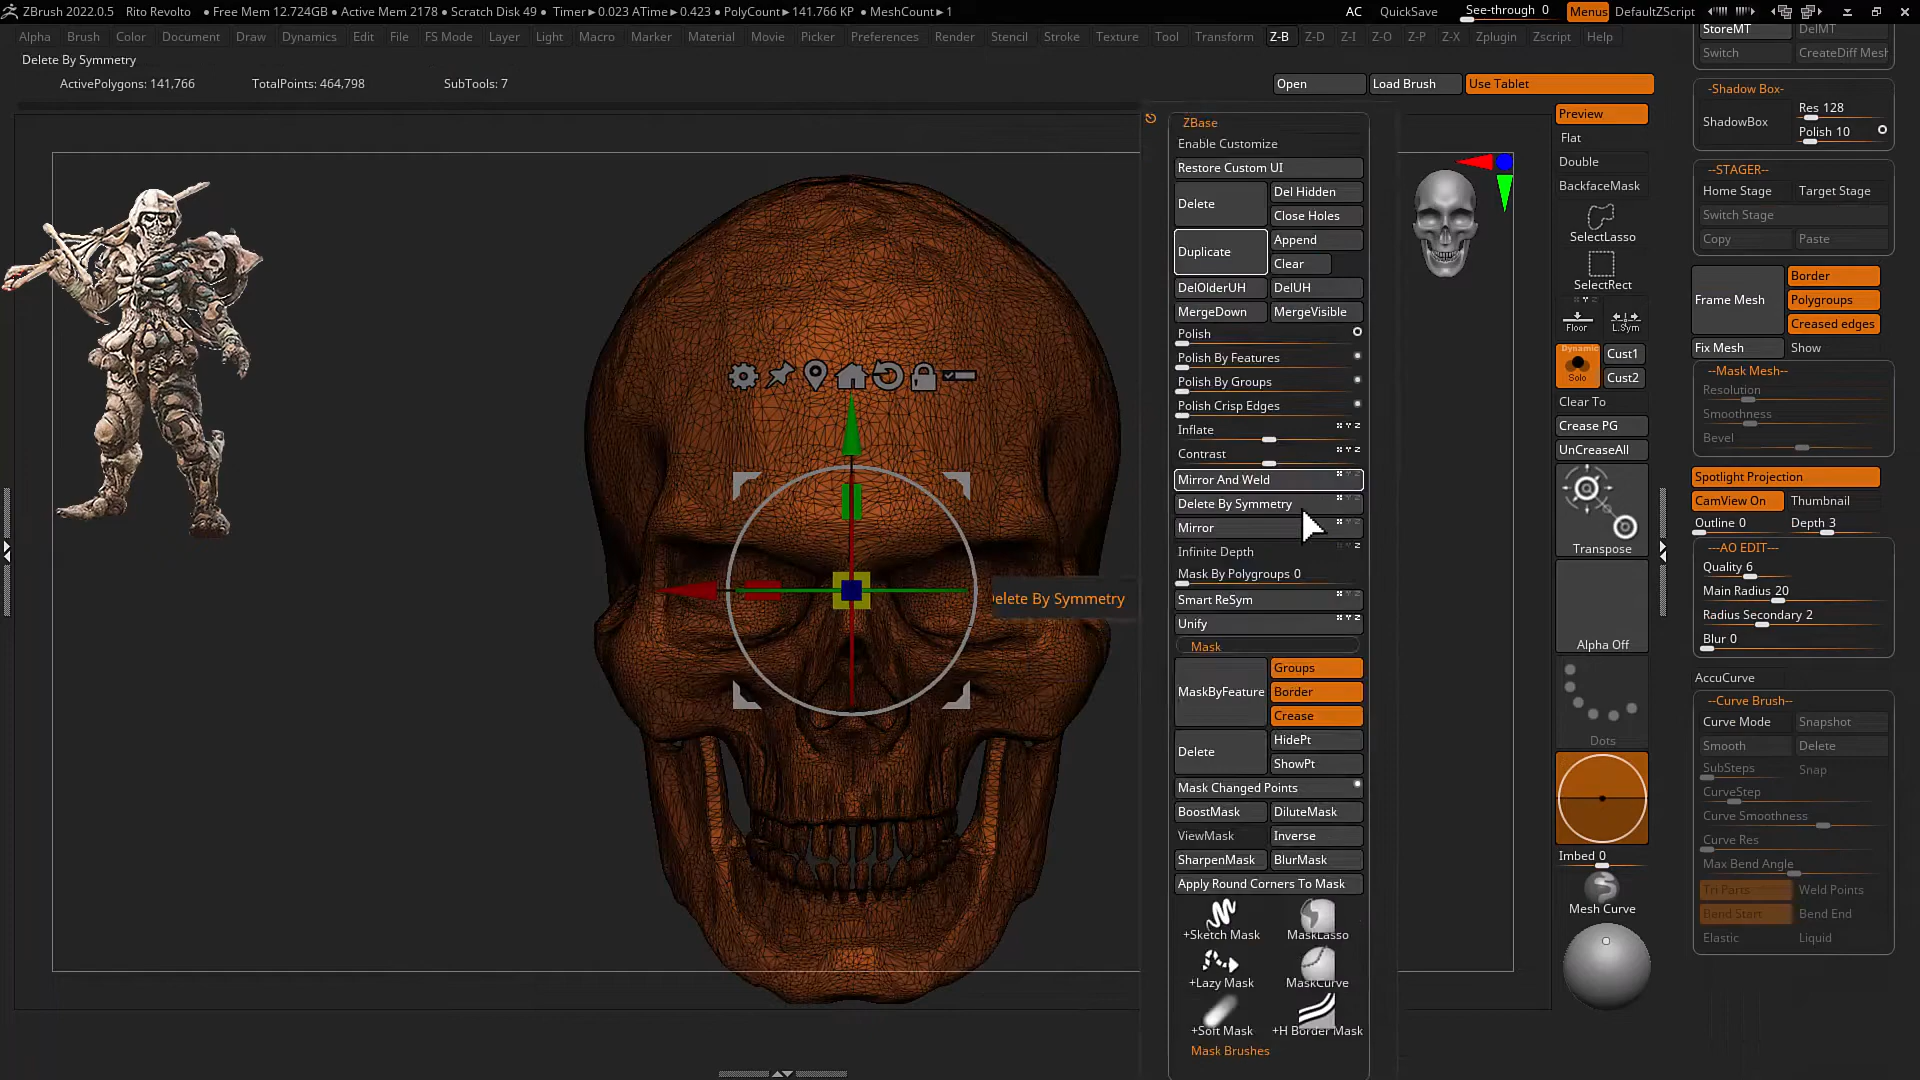 ZBrush 2022.0.5 Rito Revolto • Free Mem 12.724GB • Active Mem 2178 • Scratch Disk 49 • Timer▸0.023 ATime▸0.423 • PolyCount▸141.766 KP • MeshCount▸1
AC QuickSave See-through 0 Menus DefaultZScript
Alpha Brush Color Document Draw Dynamics Edit File FS Mode Layer Light Macro Marker Material Movie Picker Preferences Render Stencil Stroke Texture Tool Transform Z-B Z-D Z-I Z-O Z-P Z-X Zplugin Zscript Help
Delete By Symmetry
ActivePolygons: 141,766 TotalPoints: 464,798 SubTools: 7
Open Load Brush Use Tablet
ZBase
Enable Customize
Restore Custom UI
Delete
Del Hidden
Close Holes
Duplicate
Append
Clear
DelOlderUH DelUH
MergeDown MergeVisible
Polish
Polish By Features
Polish By Groups
Polish Crisp Edges
Inflate
Contrast
Mirror And Weld
Delete By Symmetry
Mirror
Infinite Depth
Mask By Polygroups 0
Smart ReSym
Unify
Mask
MaskByFeature
Groups
Border
Crease
Delete
HidePt
ShowPt
Mask Changed Points
BoostMask DiluteMask
ViewMask Inverse
SharpenMask BlurMask
Apply Round Corners To Mask
+Sketch Mask MaskLasso
+Lazy Mask MaskCurve
+Soft Mask +H Border Mask
Mask Brushes
elete By Symmetry
Preview
Flat
Double
BackfaceMask
SelectLasso
SelectRect
Floor L.Sym
Dynamic
Solo
Cust1
Cust2
Clear To
Crease PG
UnCreaseAll
Transpose
Alpha Off
Dots
Imbed 0
Mesh Curve
StoreMT DelMT
Switch CreateDiff Mesh
-Shadow Box-
ShadowBox
Res 128
Polish 10
--STAGER--
Home Stage Target Stage
Switch Stage
Copy Paste
Frame Mesh
Border
Polygroups
Creased edges
Fix Mesh Show
--Mask Mesh--
Resolution
Smoothness
Bevel
Spotlight Projection
CamView On Thumbnail
Outline 0 Depth 3
---AO EDIT---
Quality 6
Main Radius 20
Radius Secondary 2
Blur 0
AccuCurve
--Curve Brush--
Curve Mode Snapshot
Smooth Delete
SubSteps Snap
CurveStep
Curve Smoothness
Curve Res
Max Bend Angle
Tri Parts Weld Points
Bend Start Bend End
Elastic Liquid